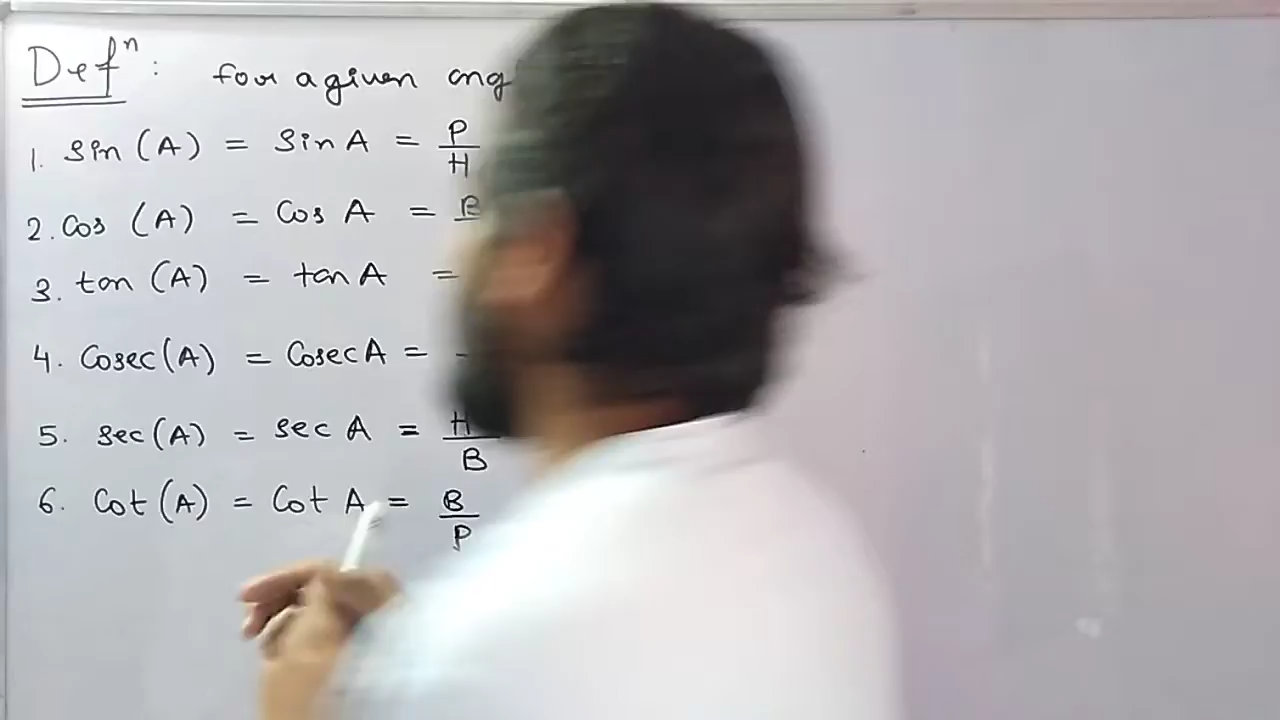 Defⁿ: for a given ang
1. sin (A) = sin A = P/H
2. Cos (A) = Cos A = B
3. tan (A) = tan A =
4. Cosec(A) = Cosec A =
5. sec(A) = sec A = H/B
6. Cot(A) = Cot A = B/P